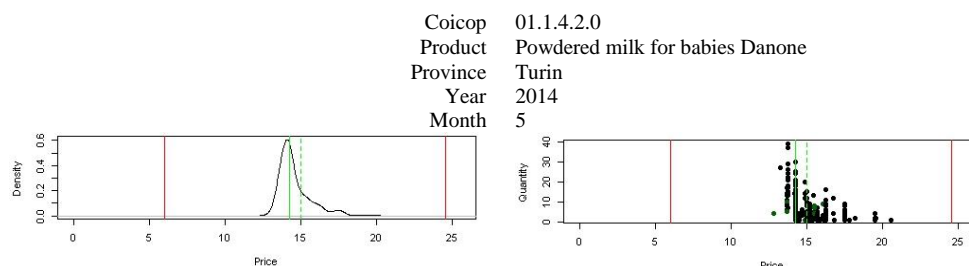 Coicop 01.1.4.2.0
Product Powdered milk for babies Danone
Province Turin
Year 2014
Month 5
Density
0.0 0.2 0.4 0.6
0 5 10 15 20 25
Price
Quantity
0 10 20 30 40
0 5 10 15 20 25
Price